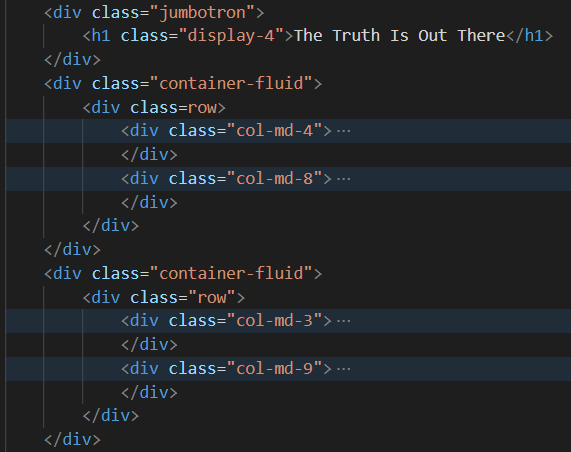 <div class="jumbotron">
<h1 class="display-4">The Truth Is Out There</h1>
</div>
<div class="container-fluid">
<div class=row>
<div class="col-md-4">···
</div>
<div class="col-md-8">···
</div>
</div>
</div>
<div class="container-fluid">
<div class="row">
<div class="col-md-3">···
</div>
<div class="col-md-9">···
</div>
</div>
</div>